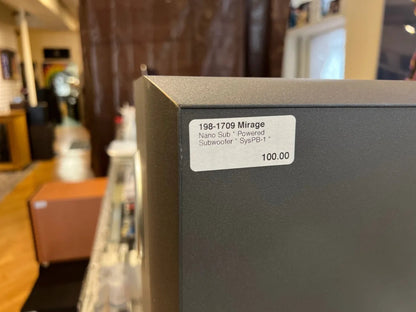 198-1709 Mirage
Nano Sub * Powered
Subwoofer * SysPB-1 *
100.00